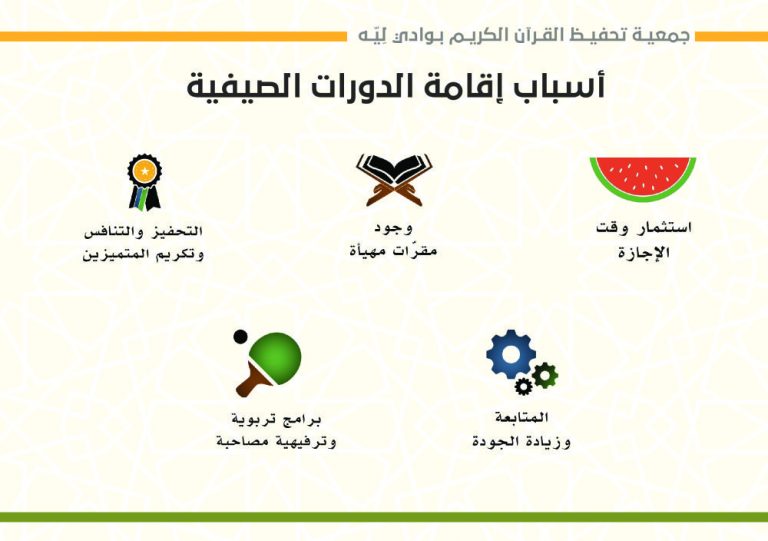 جمعية تحفيظ القرآن الكريم بوادي لِيّه
أسباب إقامة الدورات الصيفية
استثمار وقت
الإجازة
وجود
مقرّات مهيأة
التحفيز والتنافس
وتكريم المتميزين
المتابعة
وزيادة الجودة
برامج تربوية
وترفيهية مصاحبة